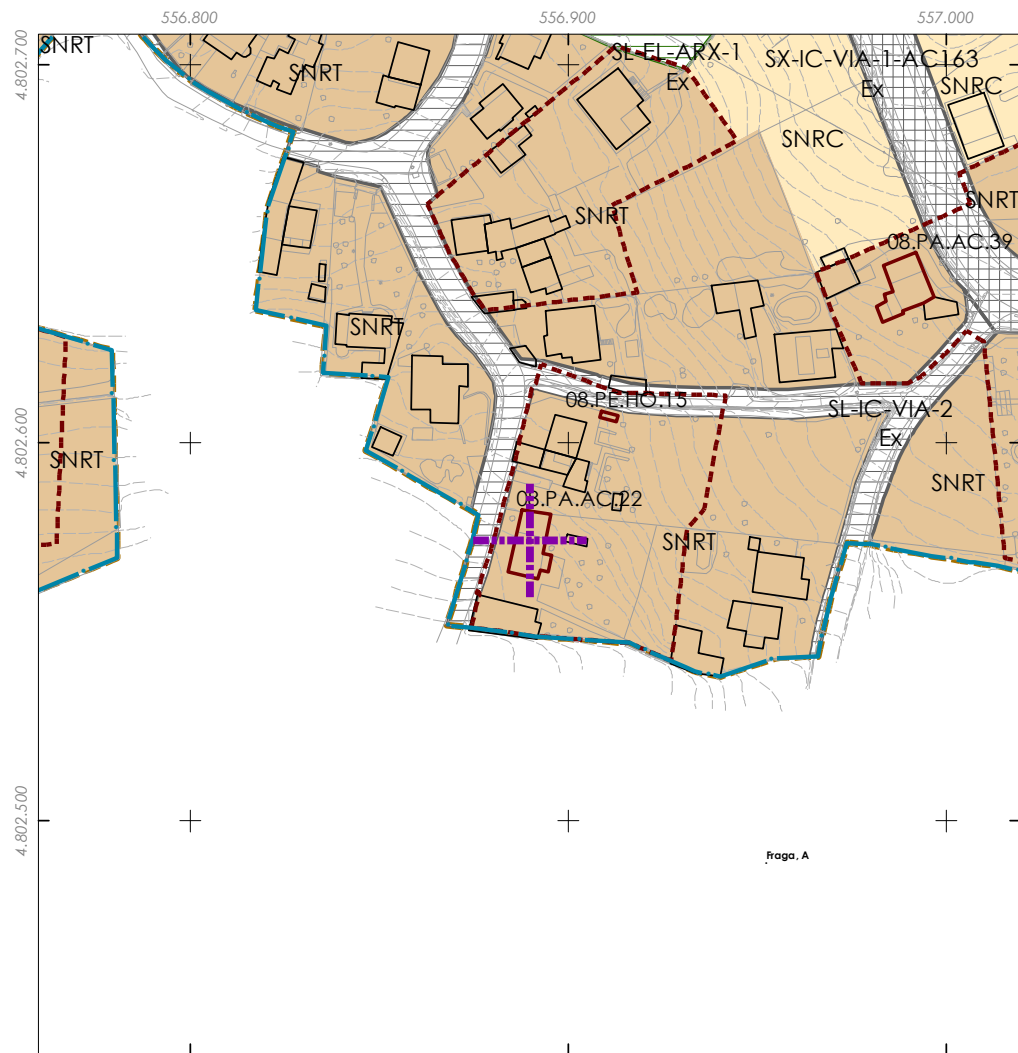 556.800
556.900
557.000
4.802.700
SNRT
SNRT
SL-EL-ARX-1
Ex
SX-IC-VIA-1-AC163
Ex
SNRC
SNRC
SNRT
SNRT
08.PA.AC.39
SNRT
08.PE.HO.15
SL-IC-VIA-2
Ex
4.802.600
SNRT
SNRT
08.PA.AC.22
SNRT
4.802.500
Fraga, A